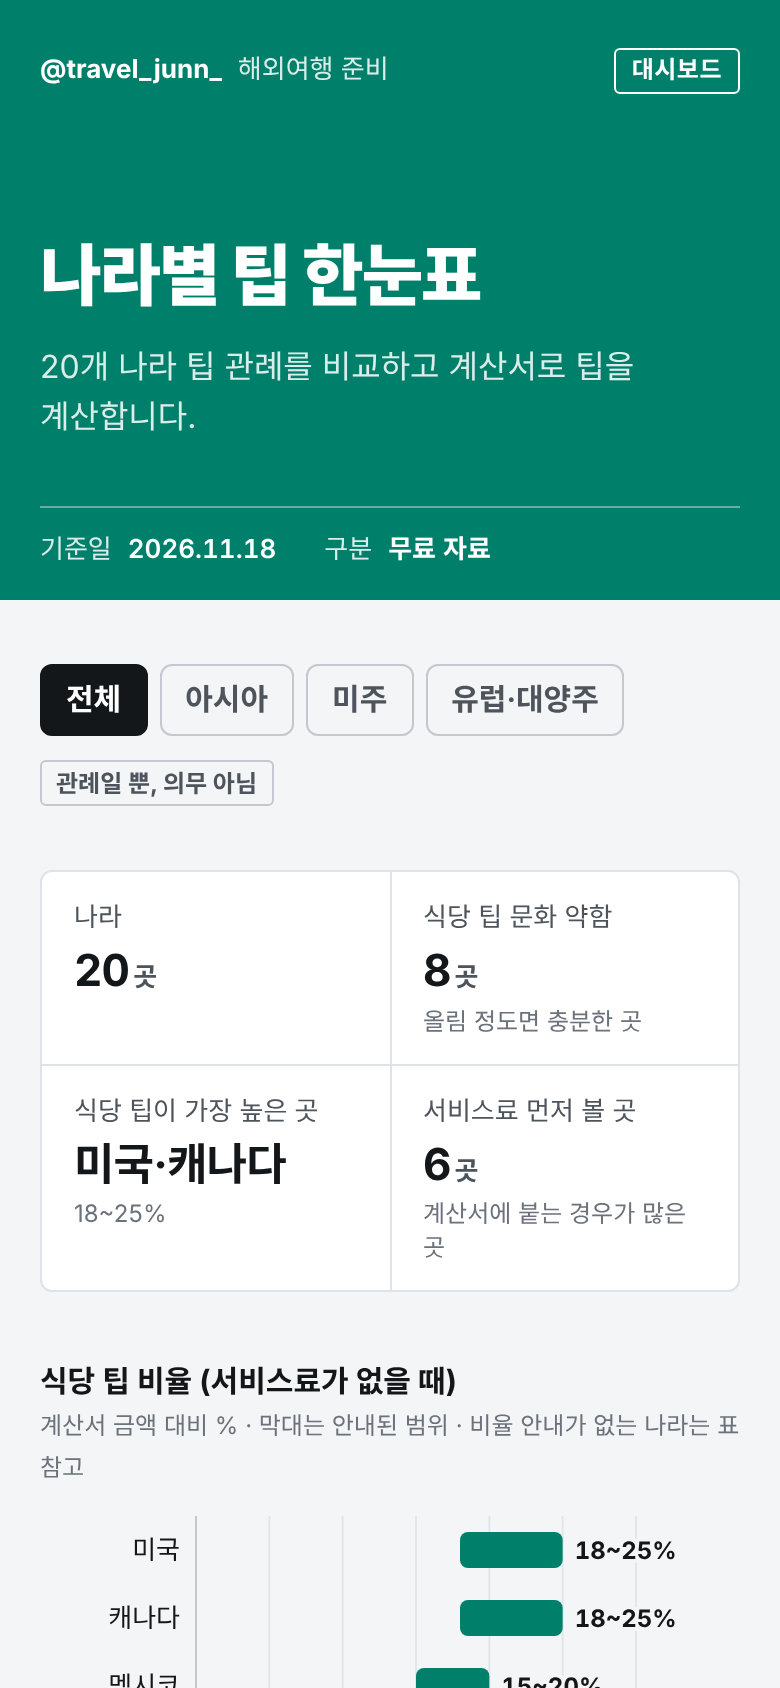 @travel_junn_ 해외여행 준비
대시보드
나라별 팁 한눈표
20개 나라 팁 관례를 비교하고 계산서로 팁을
계산합니다.
기준일 2026.11.18 구분 무료 자료
전체 아시아 미주 유럽·대양주
관례일 뿐, 의무 아님
나라
20곳
식당 팁 문화 약함
8곳
올림 정도면 충분한 곳
식당 팁이 가장 높은 곳
미국·캐나다
18~25%
서비스료 먼저 볼 곳
6곳
계산서에 붙는 경우가 많은
곳
식당 팁 비율 (서비스료가 없을 때)
계산서 금액 대비 % · 막대는 안내된 범위 · 비율 안내가 없는 나라는 표
참고
미국 18~25%
캐나다 18~25%
멕시코 15~20%